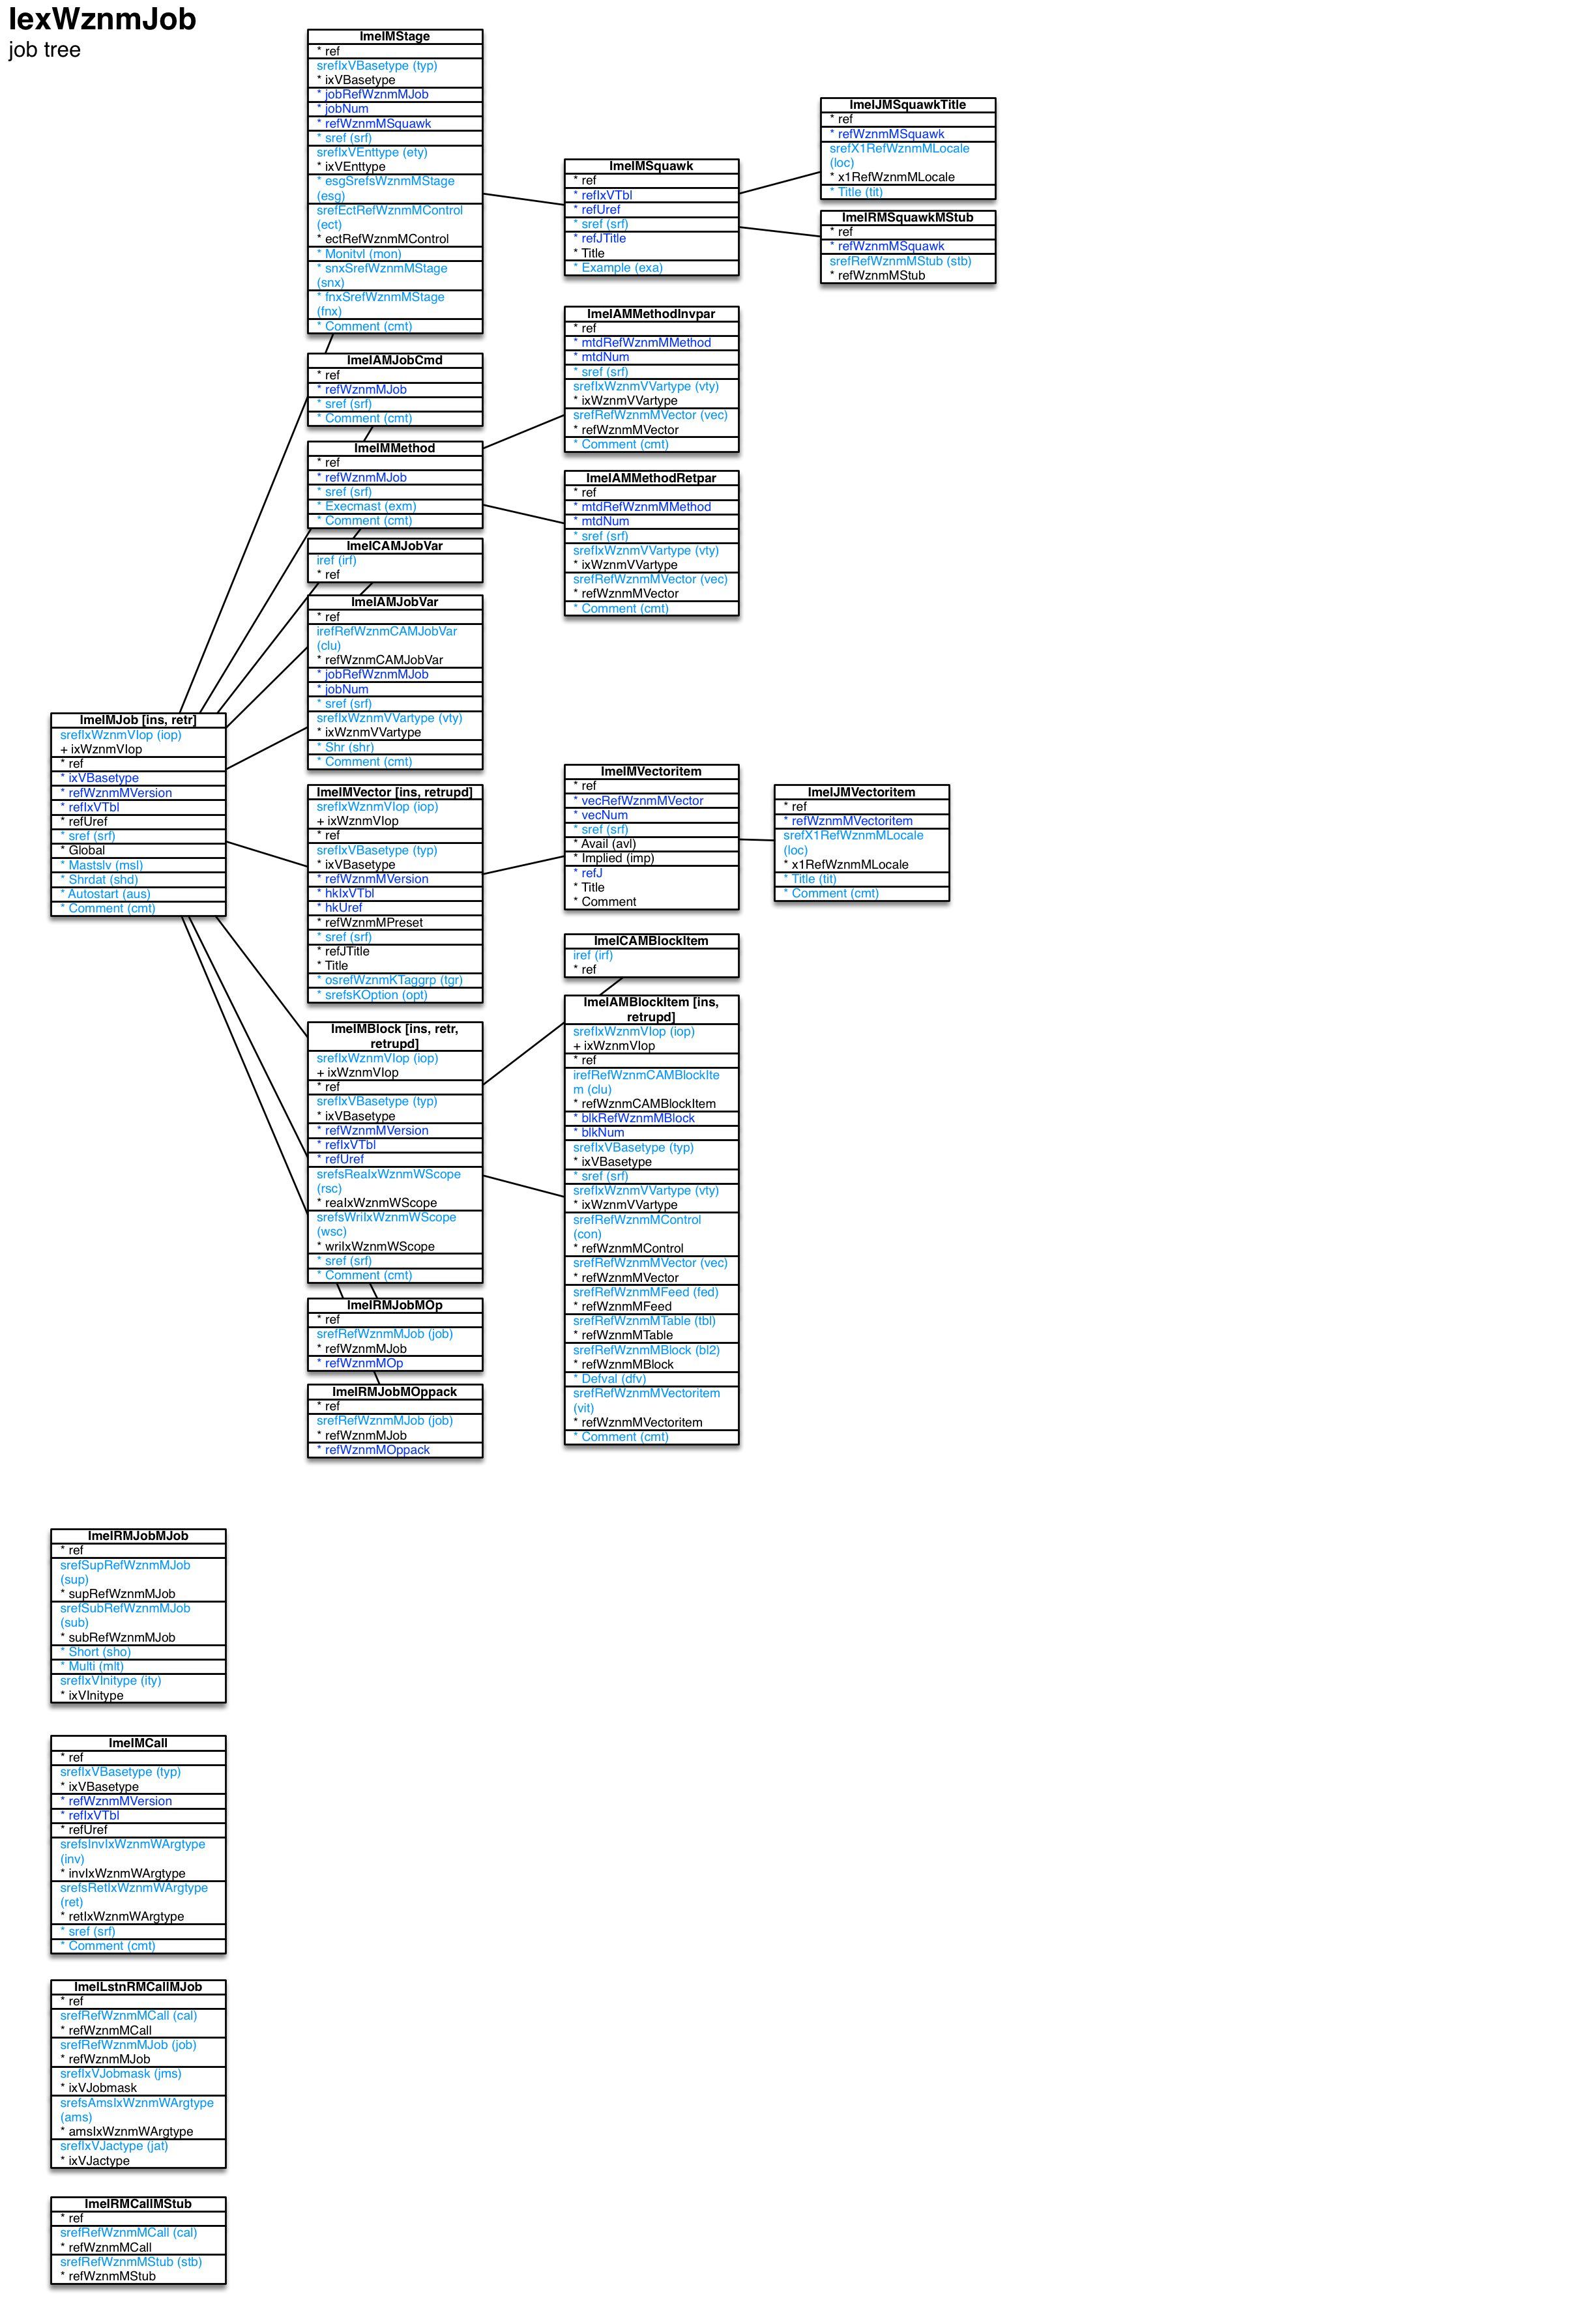 IexWznmJob
job tree
ImeIMStage
* ref
srefIxVBasetype (typ)
* ixVBasetype
* jobRefWznmMJob
* jobNum
* refWznmMSquawk
* sref (srf)
srefIxVEnttype (ety)
* ixVEnttype
* esgSrefsWznmMStage
(esg)
srefEctRefWznmMControl
(ect)
* ectRefWznmMControl
* Monitvl (mon)
* snxSrefWznmMStage
(snx)
* fnxSrefWznmMStage
(fnx)
* Comment (cmt)
ImeIAMJobCmd
* ref
* refWznmMJob
* sref (srf)
* Comment (cmt)
ImeIMMethod
* ref
* refWznmMJob
* sref (srf)
* Execmast (exm)
* Comment (cmt)
ImeICAMJobVar
iref (irf)
* ref
ImeIAMJobVar
* ref
irefRefWznmCAMJobVar
(clu)
* refWznmCAMJobVar
* jobRefWznmMJob
* jobNum
* sref (srf)
srefIxWznmVVartype (vty)
* ixWznmVVartype
* Shr (shr)
* Comment (cmt)
ImeIMVector [ins, retrupd]
srefIxWznmVIop (iop)
+ ixWznmVIop
* ref
srefIxVBasetype (typ)
* ixVBasetype
* refWznmMVersion
* hkIxVTbl
* hkUref
* refWznmMPreset
* sref (srf)
* refJTitle
* Title
* osrefWznmKTaggrp (tgr)
* srefsKOption (opt)
ImeIMBlock [ins, retr,
retrupd]
srefIxWznmVIop (iop)
+ ixWznmVIop
* ref
srefIxVBasetype (typ)
* ixVBasetype
* refWznmMVersion
* refIxVTbl
* refUref
srefsReaIxWznmWScope
(rsc)
* reaIxWznmWScope
srefsWriIxWznmWScope
(wsc)
* wriIxWznmWScope
* sref (srf)
* Comment (cmt)
ImeIRMJobMOp
* ref
srefRefWznmMJob (job)
* refWznmMJob
* refWznmMOp
ImeIRMJobMOppack
* ref
srefRefWznmMJob (job)
* refWznmMJob
* refWznmMOppack
ImeIMSquawk
* ref
* refIxVTbl
* refUref
* sref (srf)
* refJTitle
* Title
* Example (exa)
ImeIAMMethodInvpar
* ref
* mtdRefWznmMMethod
* mtdNum
* sref (srf)
srefIxWznmVVartype (vty)
* ixWznmVVartype
srefRefWznmMVector (vec)
* refWznmMVector
* Comment (cmt)
ImeIAMMethodRetpar
* ref
* mtdRefWznmMMethod
* mtdNum
* sref (srf)
srefIxWznmVVartype (vty)
* ixWznmVVartype
srefRefWznmMVector (vec)
* refWznmMVector
* Comment (cmt)
ImeIMVectoritem
* ref
* vecRefWznmMVector
* vecNum
* sref (srf)
* Avail (avl)
* Implied (imp)
* refJ
* Title
* Comment
ImeICAMBlockItem
iref (irf)
* ref
ImeIAMBlockItem [ins,
retrupd]
srefIxWznmVIop (iop)
+ ixWznmVIop
* ref
irefRefWznmCAMBlockIte
m (clu)
* refWznmCAMBlockItem
* blkRefWznmMBlock
* blkNum
srefIxVBasetype (typ)
* ixVBasetype
* sref (srf)
srefIxWznmVVartype (vty)
* ixWznmVVartype
srefRefWznmMControl
(con)
* refWznmMControl
srefRefWznmMVector (vec)
* refWznmMVector
srefRefWznmMFeed (fed)
* refWznmMFeed
srefRefWznmMTable (tbl)
* refWznmMTable
srefRefWznmMBlock (bl2)
* refWznmMBlock
* Defval (dfv)
srefRefWznmMVectoritem
(vit)
* refWznmMVectoritem
* Comment (cmt)
ImeIJMSquawkTitle
* ref
* refWznmMSquawk
srefX1RefWznmMLocale
(loc)
* x1RefWznmMLocale
* Title (tit)
ImeIRMSquawkMStub
* ref
* refWznmMSquawk
srefRefWznmMStub (stb)
* refWznmMStub
ImeIJMVectoritem
* ref
* refWznmMVectoritem
srefX1RefWznmMLocale
(loc)
* x1RefWznmMLocale
* Title (tit)
* Comment (cmt)
ImeIMJob [ins, retr]
srefIxWznmVIop (iop)
+ ixWznmVIop
* ref
* ixVBasetype
* refWznmMVersion
* refIxVTbl
* refUref
* sref (srf)
* Global
* Mastslv (msl)
* Shrdat (shd)
* Autostart (aus)
* Comment (cmt)
ImeIRMJobMJob
* ref
srefSupRefWznmMJob
(sup)
* supRefWznmMJob
srefSubRefWznmMJob
(sub)
* subRefWznmMJob
* Short (sho)
* Multi (mlt)
srefIxVInitype (ity)
* ixVInitype
ImeIMCall
* ref
srefIxVBasetype (typ)
* ixVBasetype
* refWznmMVersion
* refIxVTbl
* refUref
srefsInvIxWznmWArgtype
(inv)
* invIxWznmWArgtype
srefsRetIxWznmWArgtype
(ret)
* retIxWznmWArgtype
* sref (srf)
* Comment (cmt)
ImeILstnRMCallMJob
* ref
srefRefWznmMCall (cal)
* refWznmMCall
srefRefWznmMJob (job)
* refWznmMJob
srefIxVJobmask (jms)
* ixVJobmask
srefsAmsIxWznmWArgtype
(ams)
* amsIxWznmWArgtype
srefIxVJactype (jat)
* ixVJactype
ImeIRMCallMStub
* ref
srefRefWznmMCall (cal)
* refWznmMCall
srefRefWznmMStub (stb)
* refWznmMStub